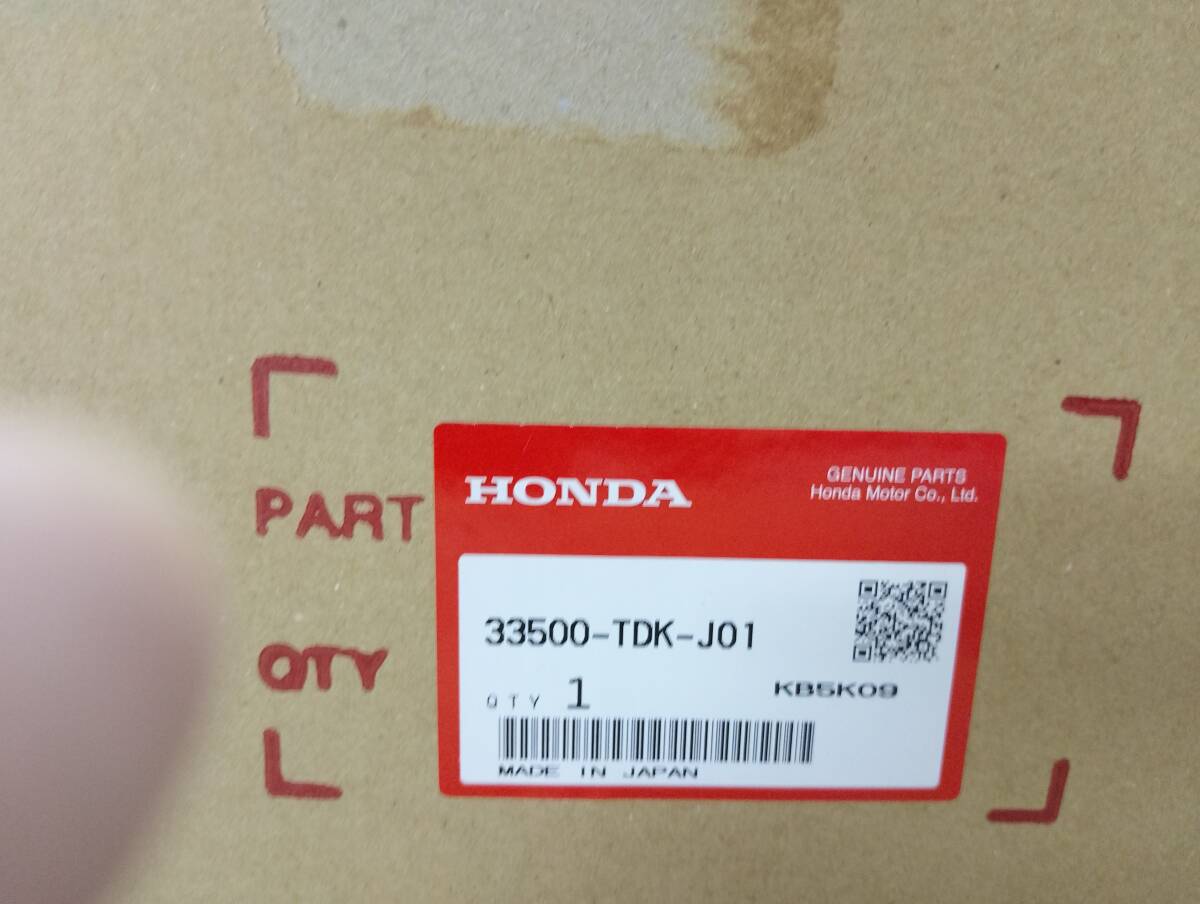 PART
QTY
HONDA
GENUINE PARTS
Honda Motor Co., Ltd.
33500-TDK-J01
QTY 1
KB5K09
MADE IN JAPAN